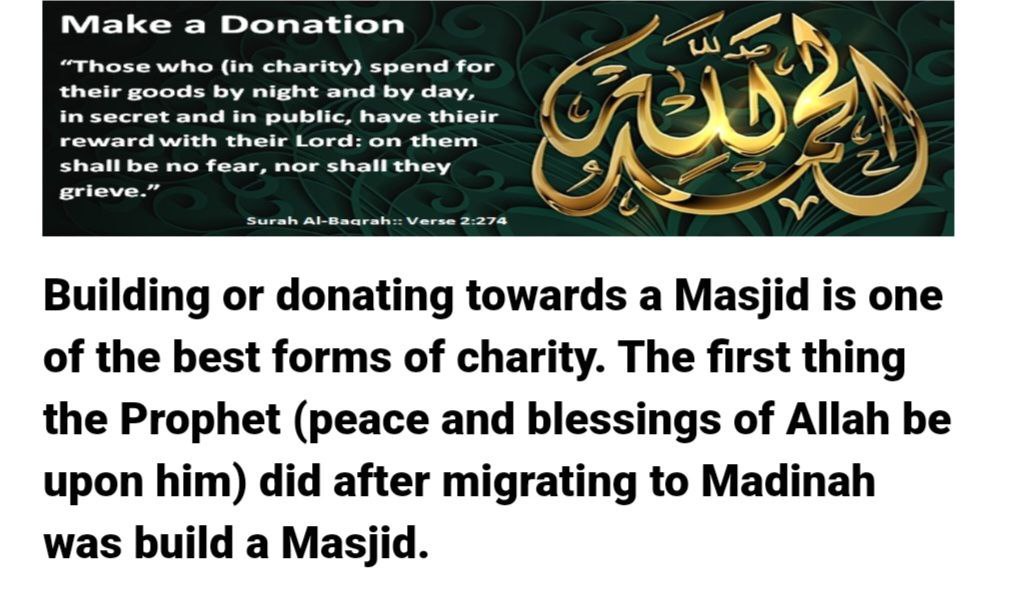 Make a Donation
“Those who (in charity) spend for
their goods by night and by day,
in secret and in public, have thieir
reward with their Lord: on them
shall be no fear, nor shall they
grieve.”
Surah Al-Baqrah:: Verse 2:274
الحمد لله
Building or donating towards a Masjid is one
of the best forms of charity. The first thing
the Prophet (peace and blessings of Allah be
upon him) did after migrating to Madinah
was build a Masjid.